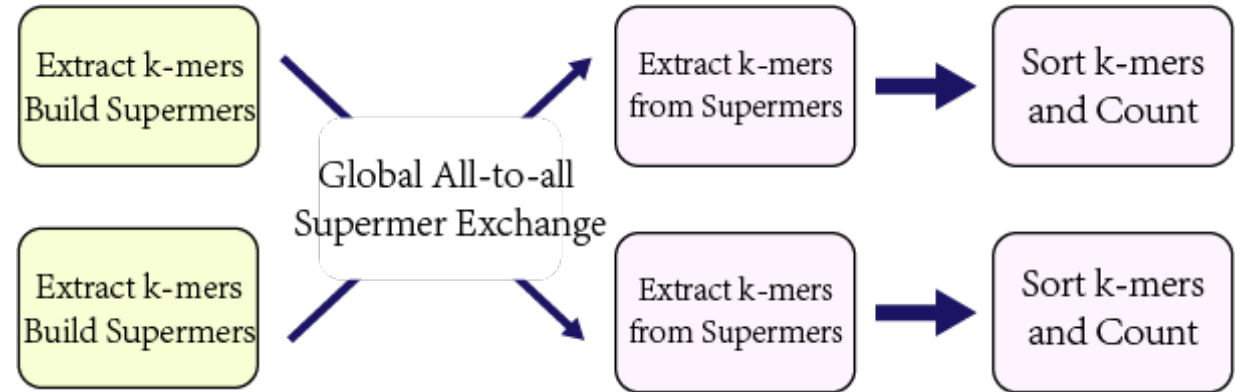 Extract k-mers
Build Supermers
Extract k-mers
from Supermers
Sort k-mers
and Count
Global All-to-all
Supermer Exchange
Extract k-mers
Build Supermers
Extract k-mers
from Supermers
Sort k-mers
and Count